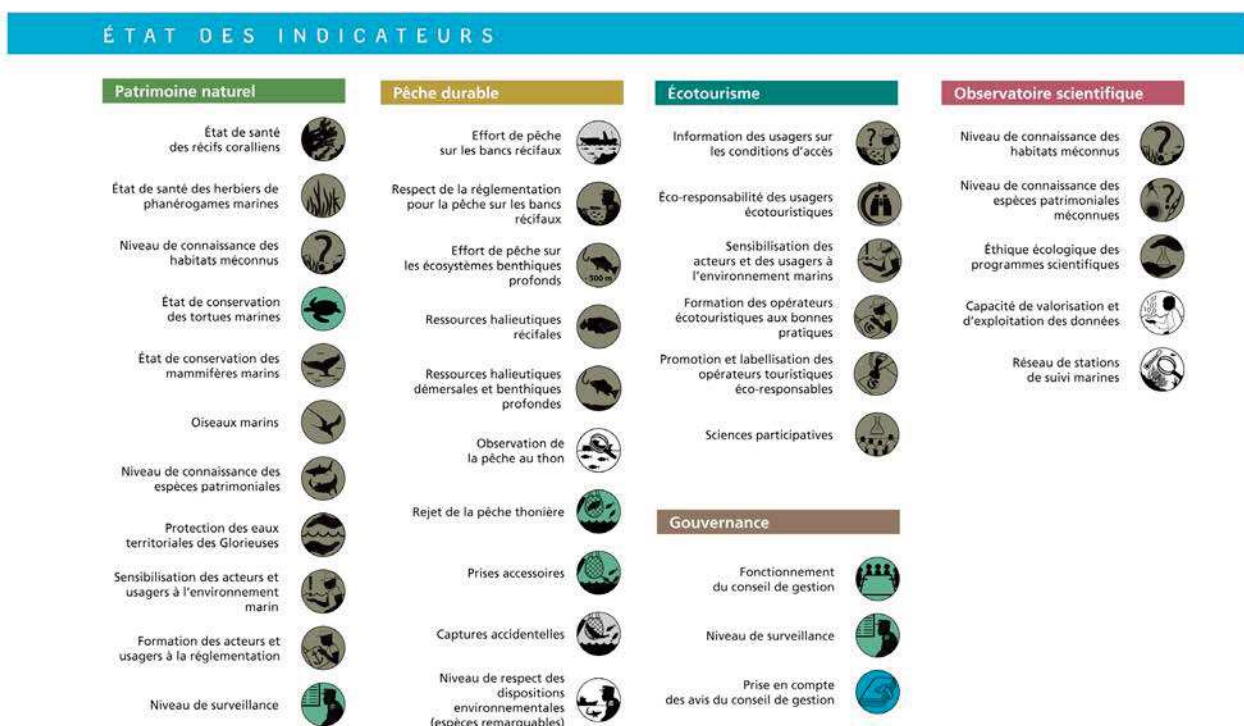 ÉTAT DES INDICATEURS
Patrimoine naturel
État de santé
des récifs coralliens
État de santé des herbiers de
phanérogames marines
Niveau de connaissance des
habitats méconnus
État de conservation
des tortues marines
État de conservation des
mammifères marins
Oiseaux marins
Niveau de connaissance des
espèces patrimoniales
Protection des eaux
territoriales des Glorieuses
Sensibilisation des acteurs et
usagers à l'environnement
marin
Formation des acteurs et
usagers à la réglementation
Niveau de surveillance
Pêche durable
Effort de pêche
sur les bancs récifaux
Respect de la réglementation
pour la pêche sur les bancs
récifaux
Effort de pêche sur
les écosystèmes benthiques
profonds
- 500 m -
Ressources halieutiques
récifales
Ressources halieutiques
démersales et benthiques
profondes
Observation de
la pêche au thon
Rejet de la pêche thonière
Prises accessoires
Captures accidentelles
Niveau de respect des
dispositions
environnementales
(espèces remarquables)
Écotourisme
Information des usagers sur
les conditions d'accès
Éco-responsabilité des usagers
écotouristiques
Sensibilisation des
acteurs et des usagers à
l'environnement marins
Formation des opérateurs
écotouristiques aux bonnes
pratiques
Promotion et labellisation des
opérateurs touristiques
éco-responsables
Sciences participatives
Gouvernance
Fonctionnement
du conseil de gestion
Niveau de surveillance
Prise en compte
des avis du conseil de gestion
Observatoire scientifique
Niveau de connaissance des
habitats méconnus
Niveau de connaissance des
espèces patrimoniales
méconnues
Éthique écologique des
programmes scientifiques
Capacité de valorisation et
d'exploitation des données
Réseau de stations
de suivi marines